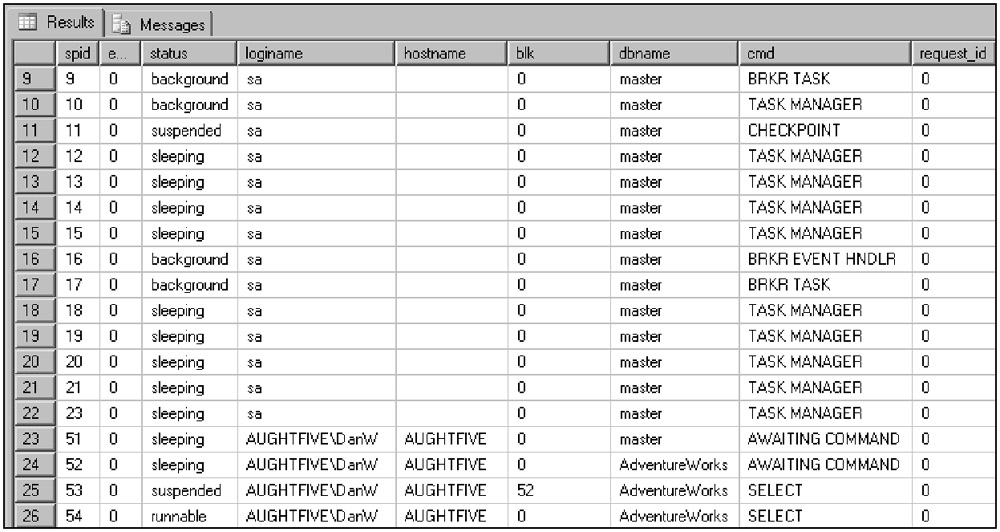 Results Messages
spid e... status loginame hostname blk dbname cmd request_id
9 9 0 background sa 0 master BRKR TASK 0
10 10 0 background sa 0 master TASK MANAGER 0
11 11 0 suspended sa 0 master CHECKPOINT 0
12 12 0 sleeping sa 0 master TASK MANAGER 0
13 13 0 sleeping sa 0 master TASK MANAGER 0
14 14 0 sleeping sa 0 master TASK MANAGER 0
15 15 0 sleeping sa 0 master TASK MANAGER 0
16 16 0 background sa 0 master BRKR EVENT HNDLR 0
17 17 0 background sa 0 master BRKR TASK 0
18 18 0 sleeping sa 0 master TASK MANAGER 0
19 19 0 sleeping sa 0 master TASK MANAGER 0
20 20 0 sleeping sa 0 master TASK MANAGER 0
21 21 0 sleeping sa 0 master TASK MANAGER 0
22 23 0 sleeping sa 0 master TASK MANAGER 0
23 51 0 sleeping AUGHTFIVE\DanW AUGHTFIVE 0 master AWAITING COMMAND 0
24 52 0 sleeping AUGHTFIVE\DanW AUGHTFIVE 0 AdventureWorks AWAITING COMMAND 0
25 53 0 suspended AUGHTFIVE\DanW AUGHTFIVE 52 AdventureWorks SELECT 0
26 54 0 runnable AUGHTFIVE\DanW AUGHTFIVE 0 AdventureWorks SELECT 0